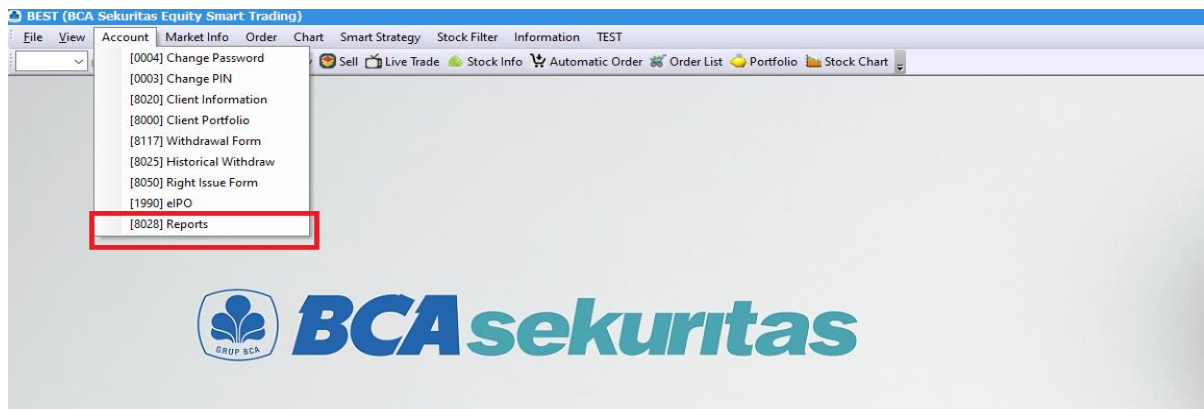 BEST (BCA Sekuritas Equity Smart Trading)
File View Account Market Info Order Chart Smart Strategy Stock Filter Information TEST
Sell Live Trade Stock Info Automatic Order Order List Portfolio Stock Chart
[0004] Change Password
[0003] Change PIN
[8020] Client Information
[8000] Client Portfolio
[8117] Withdrawal Form
[8025] Historical Withdraw
[8050] Right Issue Form
[1990] eIPO
[8028] Reports
GRUP BCA
BCAsekuritas